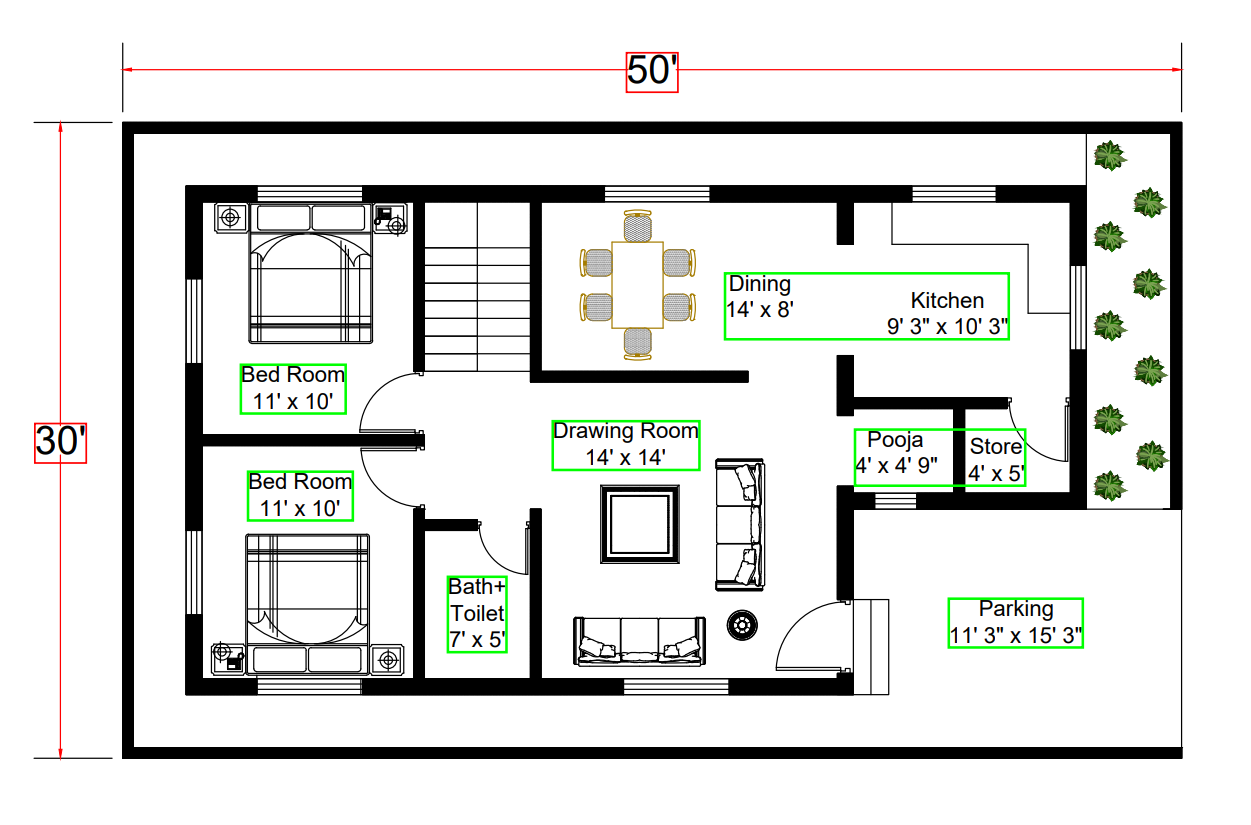 50'
30'
Dining
14' x 8'
Kitchen
9' 3" x 10' 3"
Bed Room
11' x 10'
Drawing Room
14' x 14'
Pooja
4' x 4' 9"
Store
4' x 5'
Bed Room
11' x 10'
Bath+
Toilet
7' x 5'
Parking
11' 3" x 15' 3"